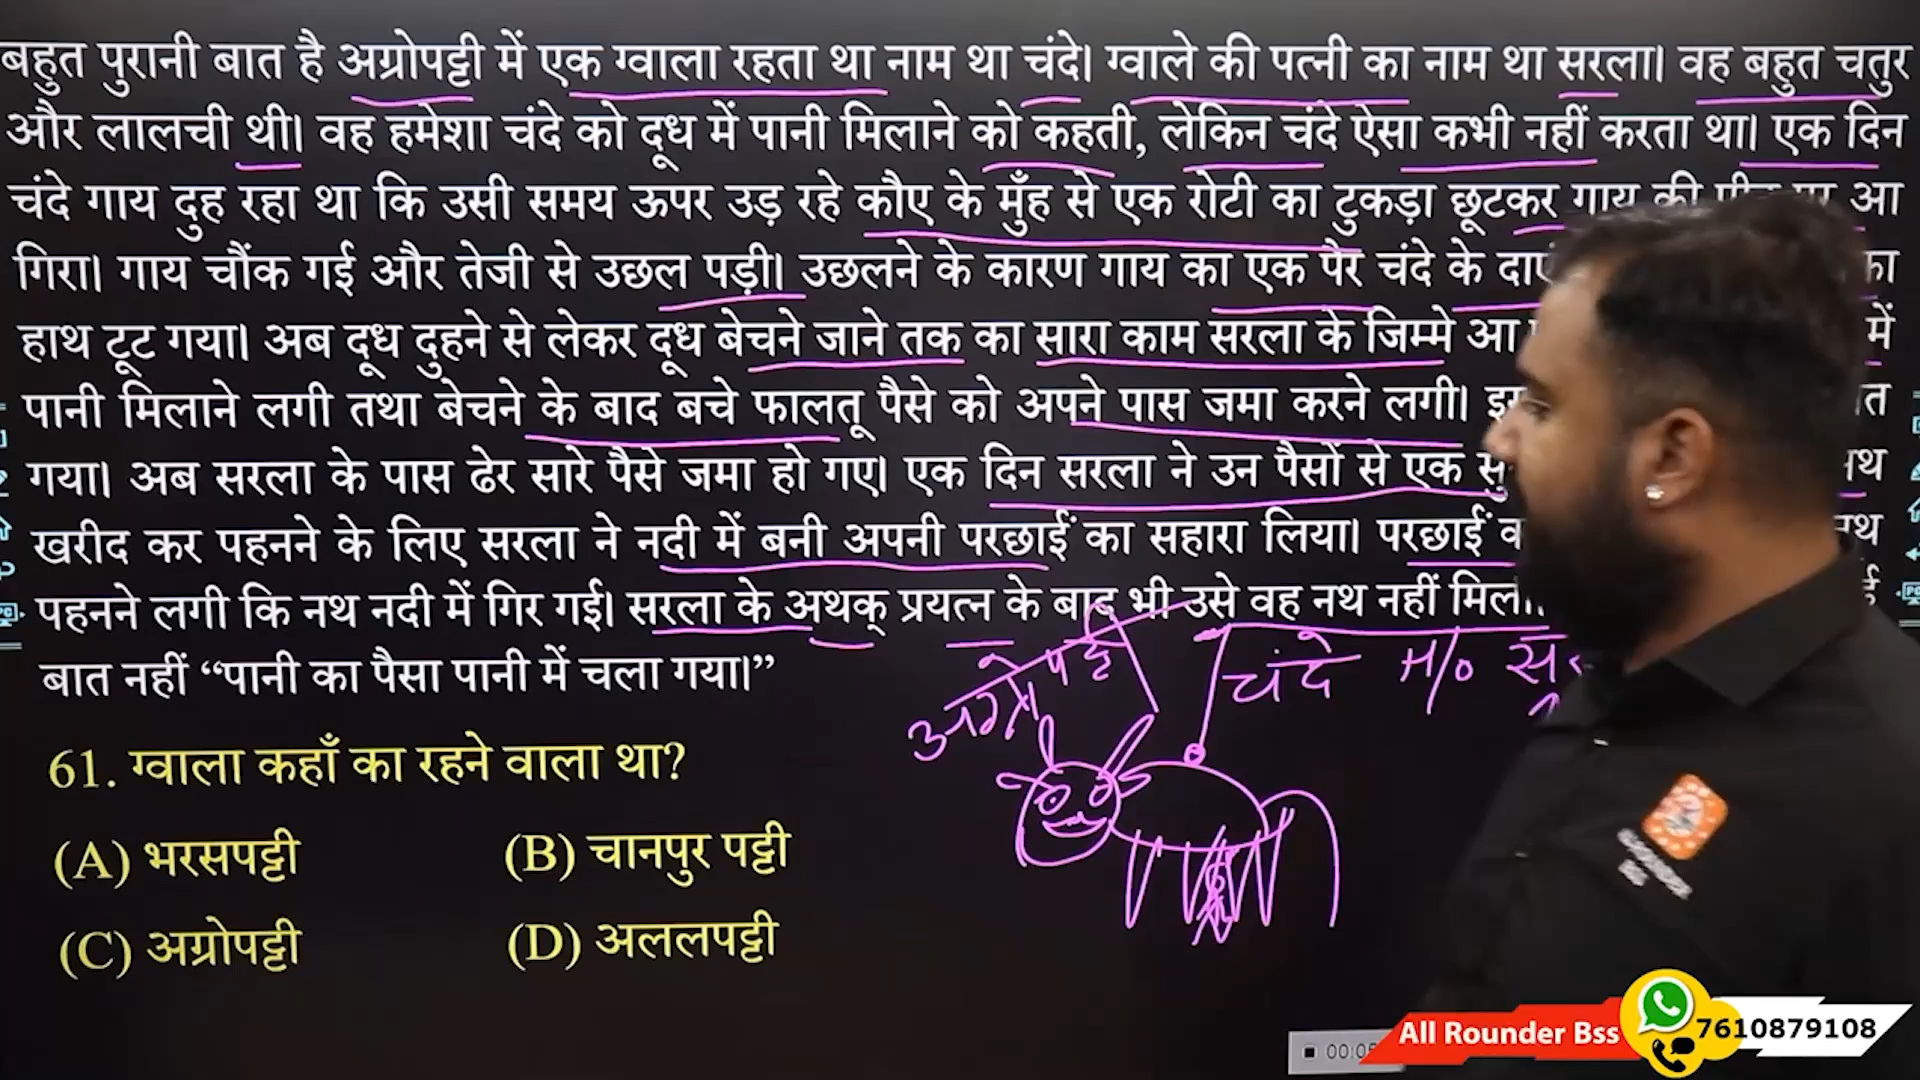 बहुत पुरानी बात है अग्रोपट्टी में एक ग्वाला रहता था नाम था चंदे। ग्वाले की पत्नी का नाम था सरला। वह बहुत चतुर
और लालची थी। वह हमेशा चंदे को दूध में पानी मिलाने को कहती, लेकिन चंदे ऐसा कभी नहीं करता था। एक दिन
चंदे गाय दुह रहा था कि उसी समय ऊपर उड़ रहे कौए के मुँह से एक रोटी का टुकड़ा छूटकर गाय की आ
गिरा। गाय चौंक गई और तेजी से उछल पड़ी। उछलने के कारण गाय का एक पैर चंदे के का
हाथ टूट गया। अब दूध दुहने से लेकर दूध बेचने जाने तक का सारा काम सरला के जिम्मे आ में
पानी मिलाने लगी तथा बेचने के बाद बचे फालतू पैसे को अपने पास जमा करने लगी।
गया। अब सरला के पास ढेर सारे पैसे जमा हो गए। एक दिन सरला ने उन पैसों से एक
खरीद कर पहनने के लिए सरला ने नदी में बनी अपनी परछाईं का सहारा लिया। परछाईं
पहनने लगी कि नथ नदी में गिर गई। सरला के अथक् प्रयत्न के बाद भी उसे वह नथ नहीं मिला।
बात नहीं “पानी का पैसा पानी में चला गया।”
अग्रोपट्टी
चंदे
61. ग्वाला कहाँ का रहने वाला था?
(A) भरसपट्टी (B) चानपुर पट्टी
(C) अग्रोपट्टी (D) अललपट्टी
All Rounder Bss 7610879108